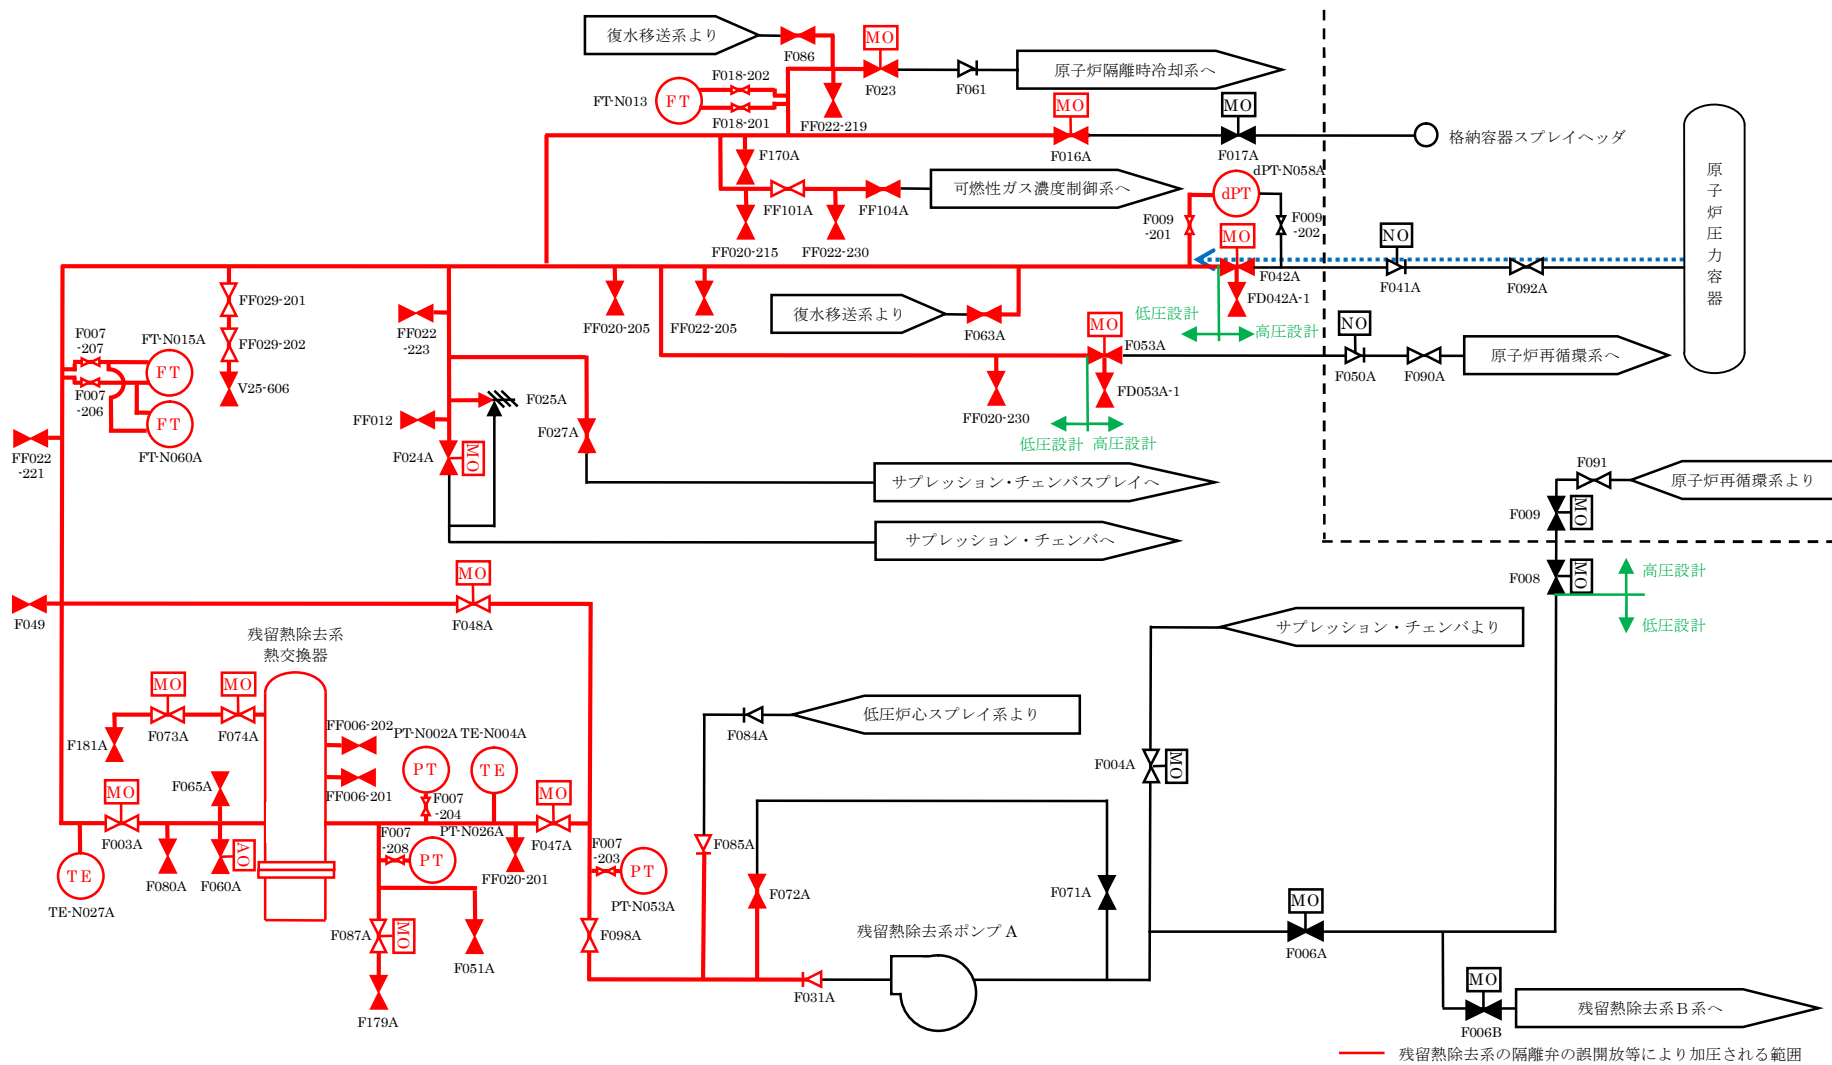 復水移送系より
F086
MO
F023
F061
原子炉隔離時冷却系へ
F018-202
FT-N013
FT
F018-201
FF022-219
MO
F016A
MO
F017A
格納容器スプレイヘッダ
F170A
可燃性ガス濃度制御系へ
FF101A
FF104A
FF020-215
FF022-230
dPT-N058A
dPT
F009
-201
F009
-202
MO
F042A
FD042A-1
NO
F041A
F092A
原子炉圧力容器
低圧設計
高圧設計
FF029-201
FF029-202
V25-606
F007
-207
FT-N015A
FT
F007
-206
FT
FT-N060A
FF022
-221
FF022
-223
FF012
F024A
MO
F025A
F027A
FF020-205
FF022-205
復水移送系より
F063A
MO
F053A
FD053A-1
FF020-230
低圧設計
高圧設計
NO
F050A
F090A
原子炉再循環系へ
サプレッション・チェンバスプレイへ
サプレッション・チェンバへ
F091
原子炉再循環系より
F009
MO
F008
MO
高圧設計
低圧設計
F049
MO
F048A
残留熱除去系
熱交換器
MO
F073A
MO
F074A
F181A
FF006-202
FF006-201
F065A
MO
F003A
F080A
F060A
AO
TE
TE-N027A
PT-N002A
PT
F007
-204
TE-N004A
TE
PT-N026A
F007
-208
PT
FF020-201
MO
F047A
F087A
MO
F051A
F179A
F007
-203
PT
PT-N053A
F098A
低圧炉心スプレイ系より
F084A
F085A
F072A
F071A
残留熱除去系ポンプ A
F031A
サプレッション・チェンバより
F004A
MO
MO
F006A
MO
F006B
残留熱除去系B系へ
残留熱除去系の隔離弁の誤開放等により加圧される範囲